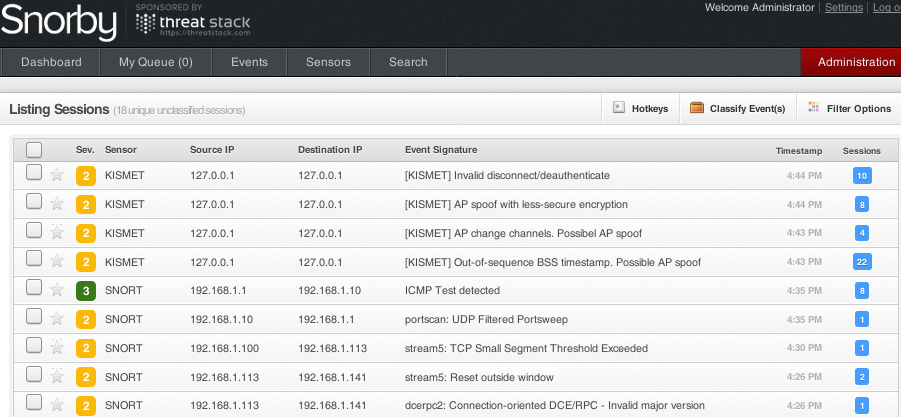 Snorby
SPONSORED BY
threat stack
https://threatstack.com
Welcome Administrator | Settings | Log o
Dashboard My Queue (0) Events Sensors Search Administration
Listing Sessions (18 unique unclassified sessions) Hotkeys Classify Event(s) Filter Options
Sev. Sensor Source IP Destination IP Event Signature Timestamp Sessions
2 KISMET 127.0.0.1 127.0.0.1 [KISMET] Invalid disconnect/deauthenticate 4:44 PM 10
2 KISMET 127.0.0.1 127.0.0.1 [KISMET] AP spoof with less-secure encryption 4:44 PM 8
2 KISMET 127.0.0.1 127.0.0.1 [KISMET] AP change channels. Possibel AP spoof 4:43 PM 4
2 KISMET 127.0.0.1 127.0.0.1 [KISMET] Out-of-sequence BSS timestamp. Possible AP spoof 4:43 PM 22
3 SNORT 192.168.1.1 192.168.1.10 ICMP Test detected 4:35 PM 8
2 SNORT 192.168.1.10 192.168.1.1 portscan: UDP Filtered Portsweep 4:35 PM 1
2 SNORT 192.168.1.100 192.168.1.113 stream5: TCP Small Segment Threshold Exceeded 4:30 PM 1
2 SNORT 192.168.1.113 192.168.1.141 stream5: Reset outside window 4:26 PM 2
2 SNORT 192.168.1.113 192.168.1.141 dcerpc2: Connection-oriented DCE/RPC - Invalid major version 4:26 PM 1